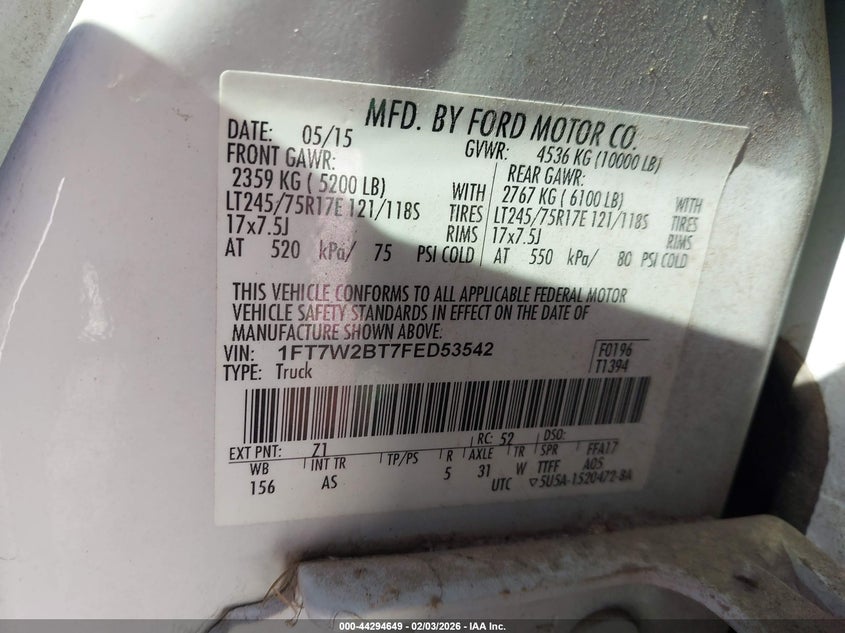 MFD. BY FORD MOTOR CO.
DATE: 05/15
GVWR: 4536 KG (10000 LB)
FRONT GAWR:
2359 KG ( 5200 LB) WITH
LT245/75R17E 121/118S TIRES
17x7.5J RIMS
AT 520 kPa/ 75 PSI COLD
REAR GAWR:
2767 KG ( 6100 LB) WITH
LT245/75R17E 121/118S TIRES
17x7.5J RIMS
AT 550 kPa/ 80 PSI COLD
THIS VEHICLE CONFORMS TO ALL APPLICABLE FEDERAL MOTOR
VEHICLE SAFETY STANDARDS IN EFFECT ON THE DATE OF
MANUFACTURE SHOWN ABOVE.
VIN: 1FT7W2BT7FED53542 F0196
TYPE: Truck T1394
EXT PNT: Z1 RC: 52 DSO:
WB INT TR TP/PS R AXLE TR SPR FFA17
156 AS 5 31 W TTFF A05
UTC ▽5U5A-1520472-BA
000-44294649 - 02/03/2026 - IAA Inc.